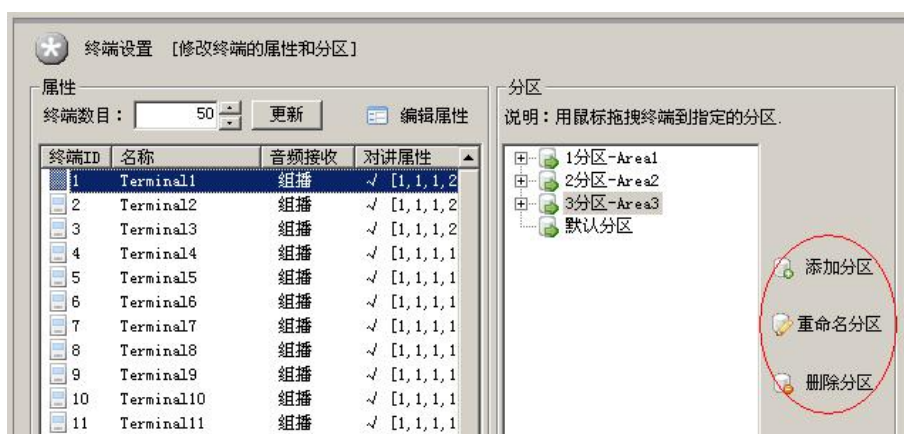 终端设置 [修改终端的属性和分区]
属性
终端数目: 50 更新 编辑属性
终端ID 名称 音频接收 对讲属性
1 Terminal1 组播 √ [1,1,1,2
2 Terminal2 组播 √ [1,1,1,2
3 Terminal3 组播 √ [1,1,1,2
4 Terminal4 组播 √ [1,1,1,1
5 Terminal5 组播 √ [1,1,1,1
6 Terminal6 组播 √ [1,1,1,1
7 Terminal7 组播 √ [1,1,1,1
8 Terminal8 组播 √ [1,1,1,1
9 Terminal9 组播 √ [1,1,1,1
10 Terminal10 组播 √ [1,1,1,1
11 Terminal11 组播 √ [1,1,1,1
分区
说明:用鼠标拖拽终端到指定的分区.
1分区-Area1
2分区-Area2
3分区-Area3
默认分区
添加分区
重命名分区
删除分区